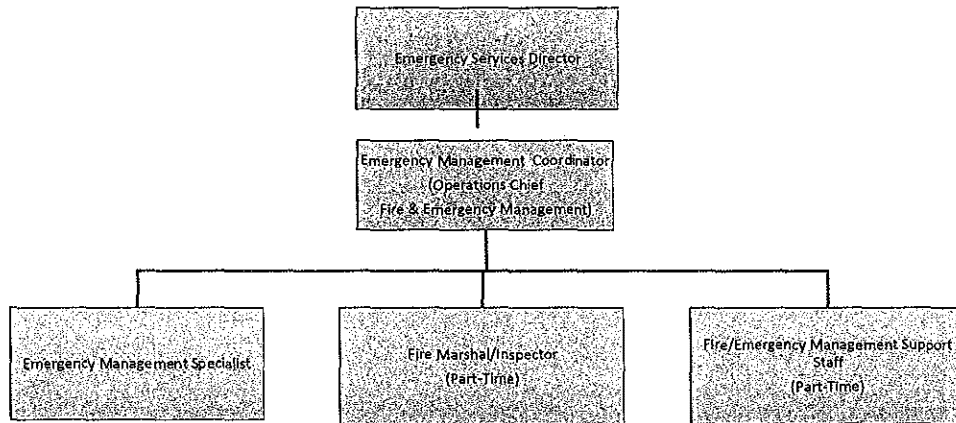 Emergency Services Director
Emergency Management Coordinator
(Operations Chief
Fire & Emergency Management)
Emergency Management Specialist
Fire Marshal/Inspector
(Part-Time)
Fire/Emergency Management Support
Staff
(Part-Time)